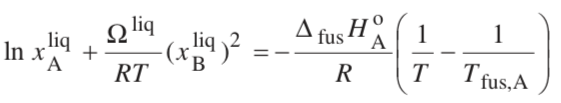 ln x_A^liq + Ω^liq/RT (x_B^liq)² = − Δ_fus H_A^o/R (1/T − 1/T_fus,A)